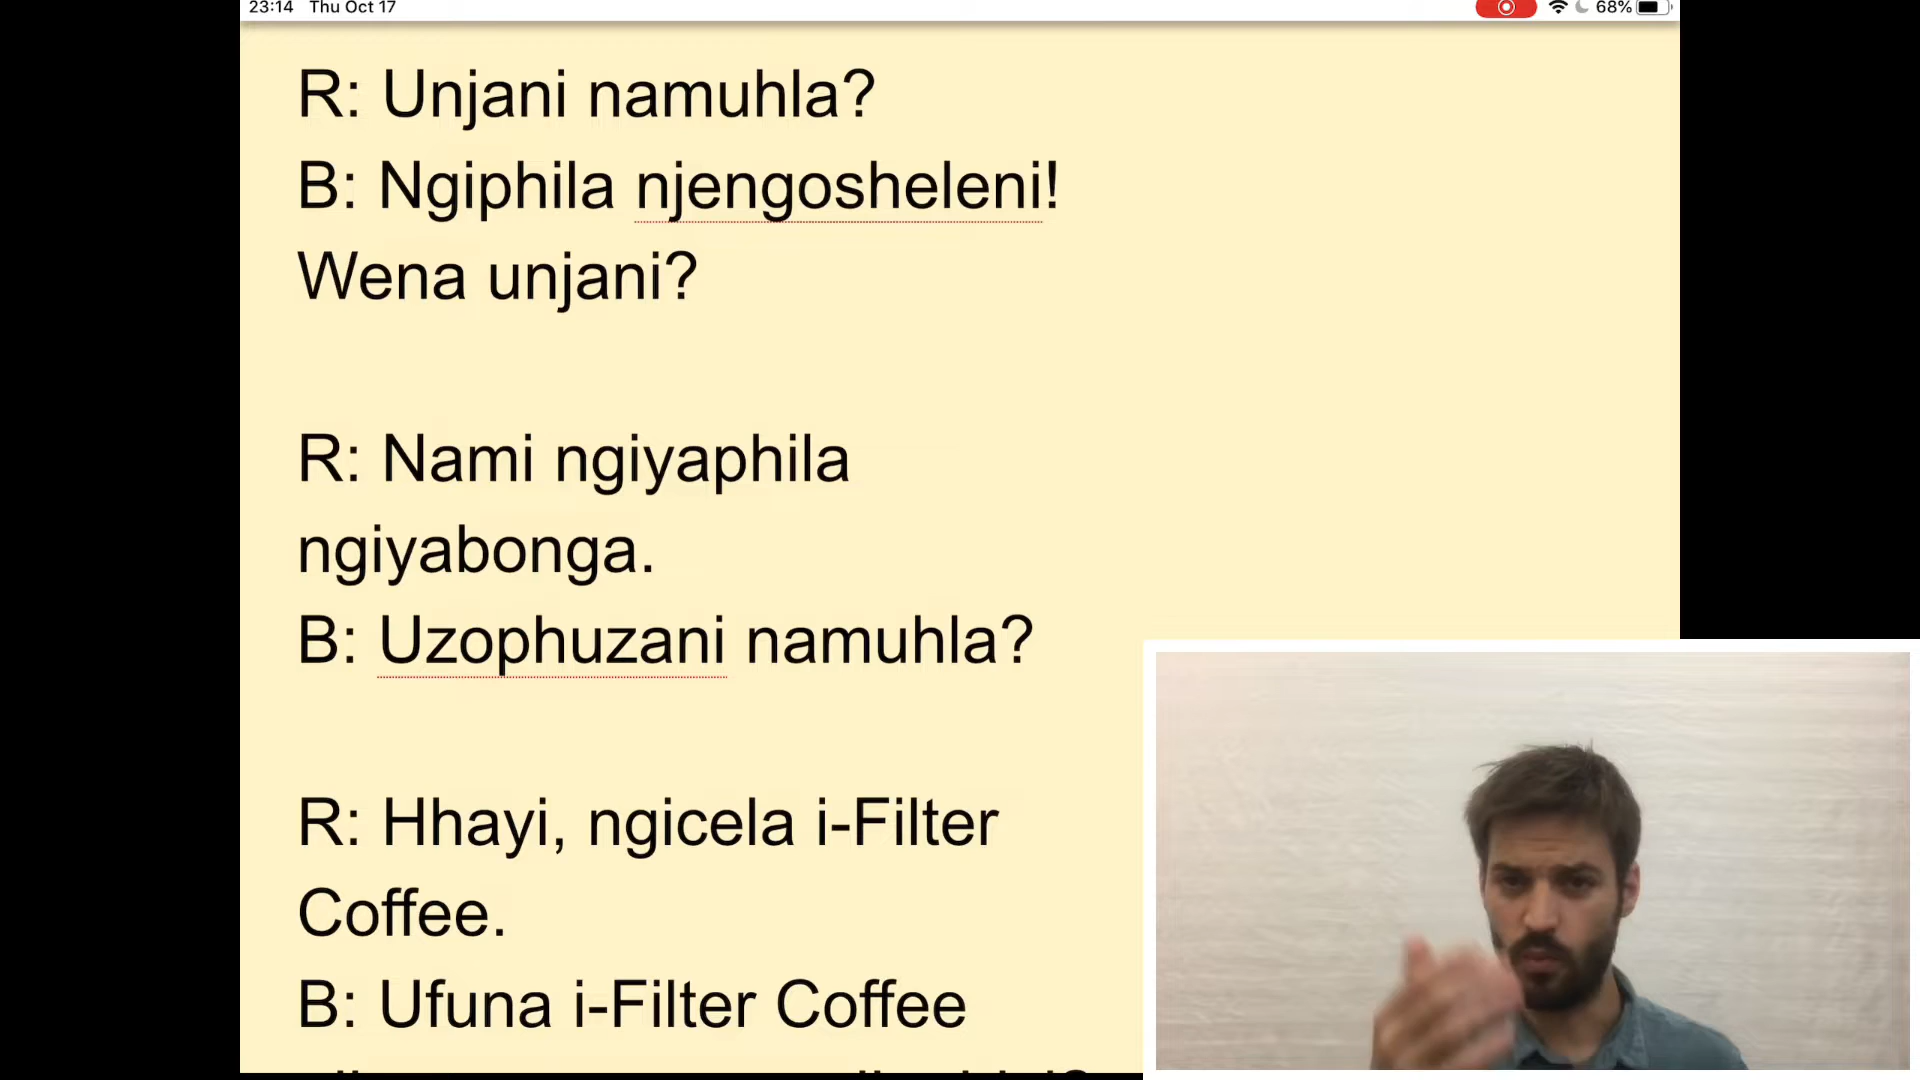 23:14 Thu Oct 17 68%
R: Unjani namuhla?
B: Ngiphila njengosheleni!
Wena unjani?
R: Nami ngiyaphila
ngiyabonga.
B: Uzophuzani namuhla?
R: Hhayi, ngicela i-Filter
Coffee.
B: Ufuna i-Filter Coffee